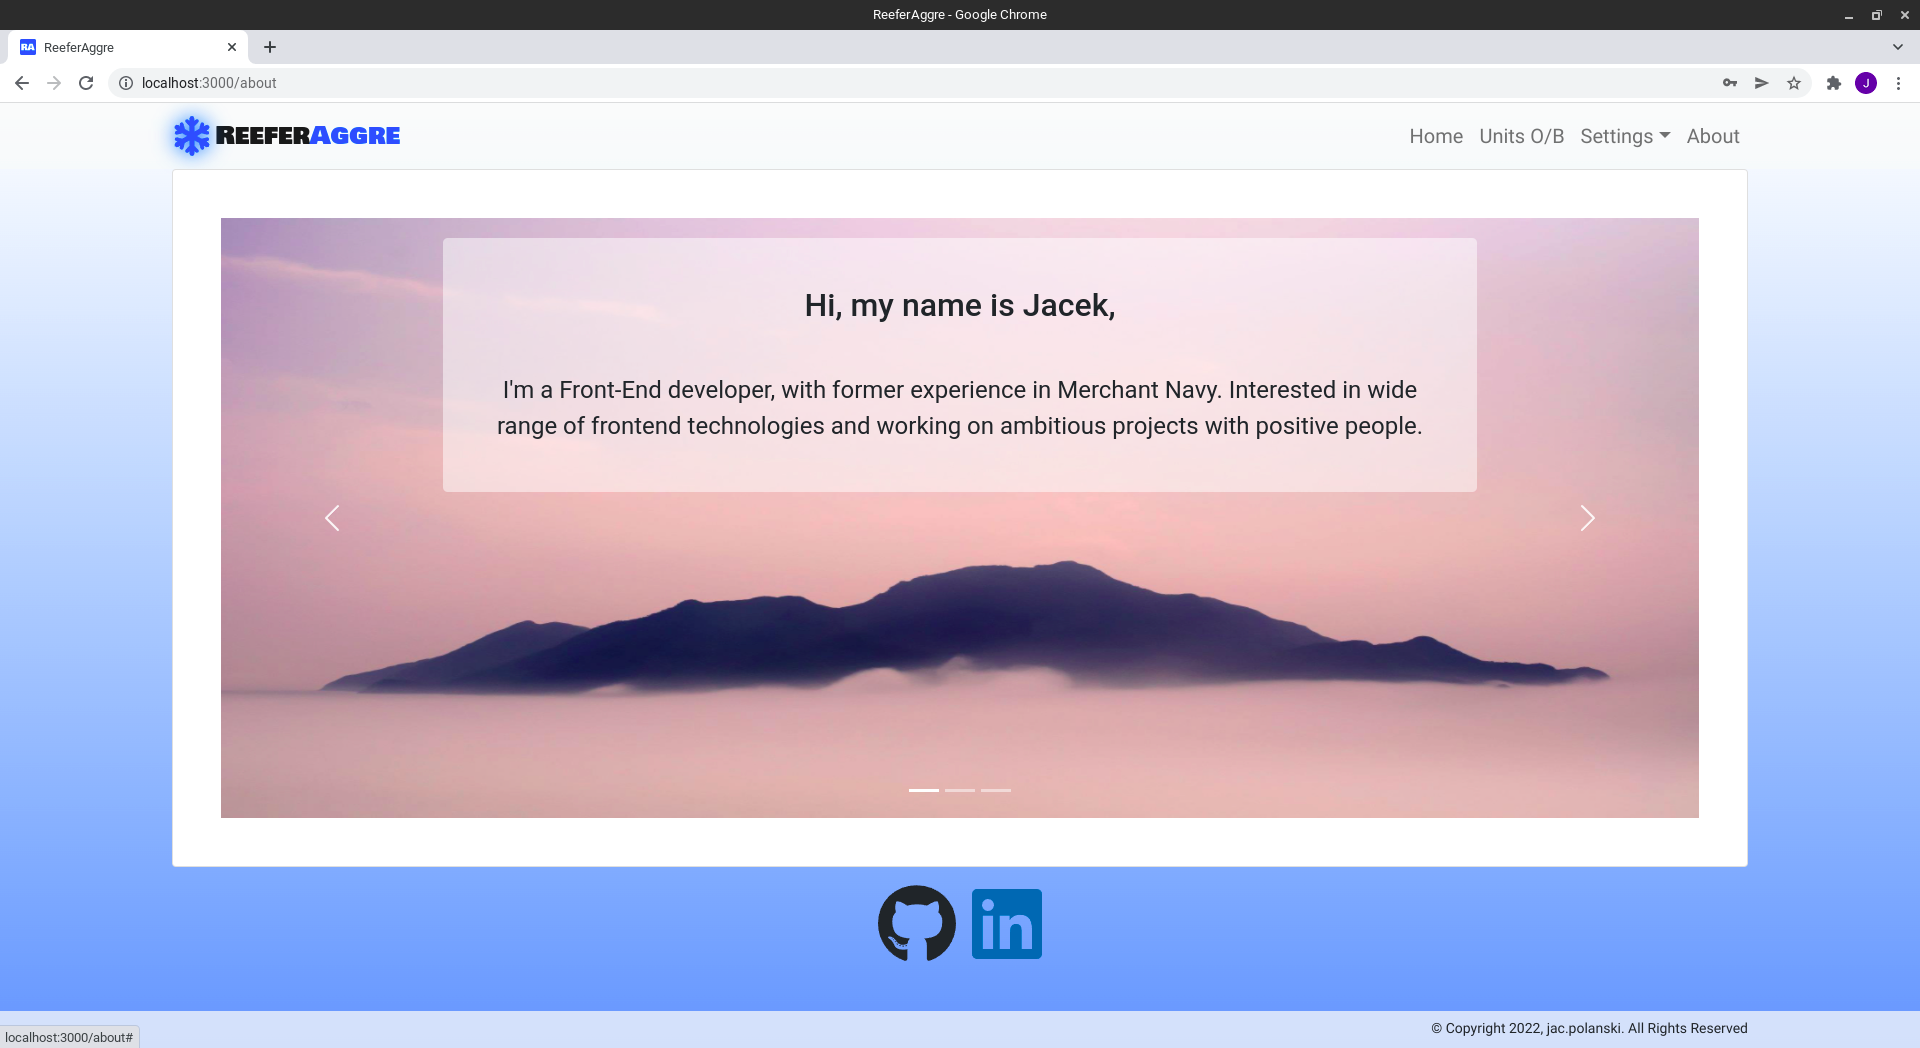 ReeferAggre - Google Chrome
RA ReeferAggre
localhost:3000/about
J
ReeferAggre
Home Units O/B Settings About
Hi, my name is Jacek,
I'm a Front-End developer, with former experience in Merchant Navy. Interested in wide
range of frontend technologies and working on ambitious projects with positive people.
in
© Copyright 2022, jac.polanski. All Rights Reserved
localhost:3000/about#